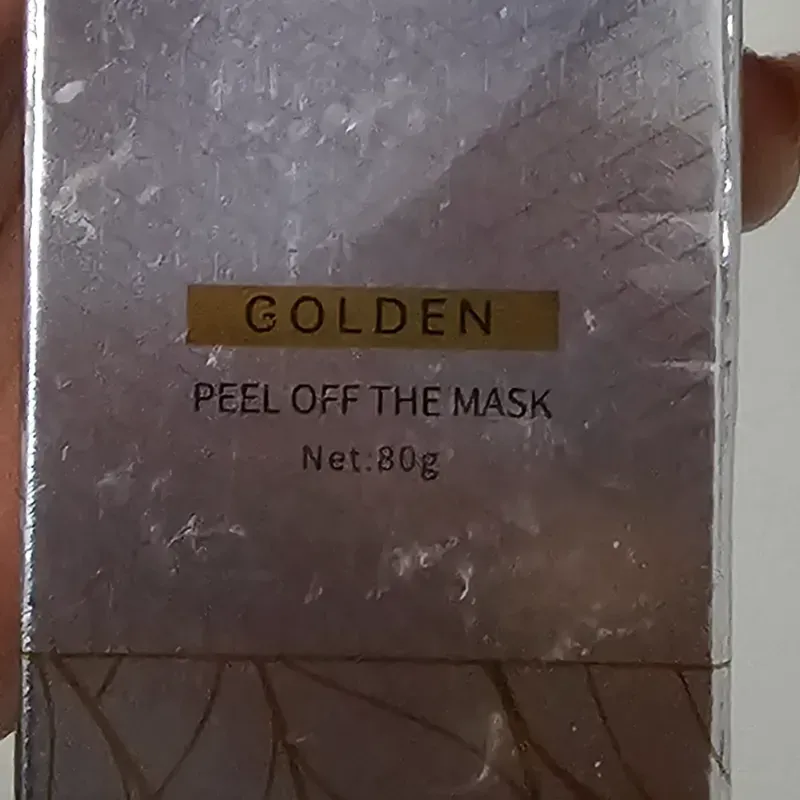 GOLDEN
PEEL OFF THE MASK
Net:80g